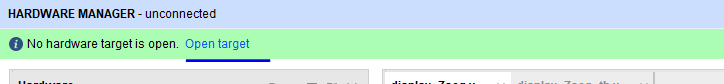 HARDWARE MANAGER - unconnected
No hardware target is open. Open target